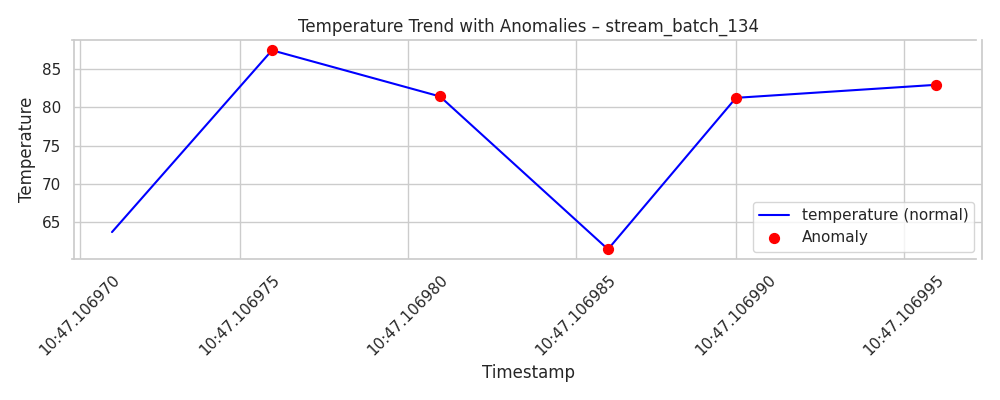 Temperature Trend with Anomalies – stream_batch_134
Temperature
85
80
75
70
65
temperature (normal)
Anomaly
10:47.106970
10:47.106975
10:47.106980
10:47.106985
10:47.106990
10:47.106995
Timestamp